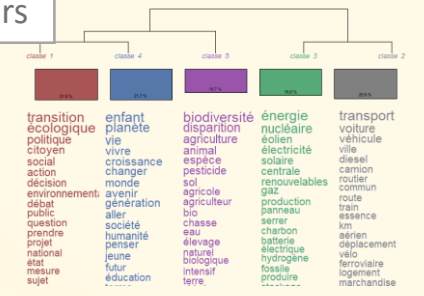 rs
classe 1
classe 4
classe 5
classe 3
classe 2
transition
écologique
politique
citoyen
social
action
décision
environnementa
débat
public
question
prendre
projet
national
état
mesure
sujet
enfant
planète
vie
vivre
croissance
changer
monde
avenir
génération
aller
société
humanité
penser
jeune
futur
éducation
biodiversité
disparition
agriculture
animal
espèce
pesticide
sol
agricole
agriculteur
bio
chasse
eau
élevage
naturel
biologique
intensif
terre
énergie
nucléaire
éolien
électricité
solaire
centrale
renouvelables
gaz
production
panneau
serrer
charbon
batterie
électrique
hydrogène
fossile
produire
transport
voiture
véhicule
ville
diesel
camion
routier
commun
route
train
essence
km
aérien
déplacement
vélo
ferroviaire
logement
marchandise